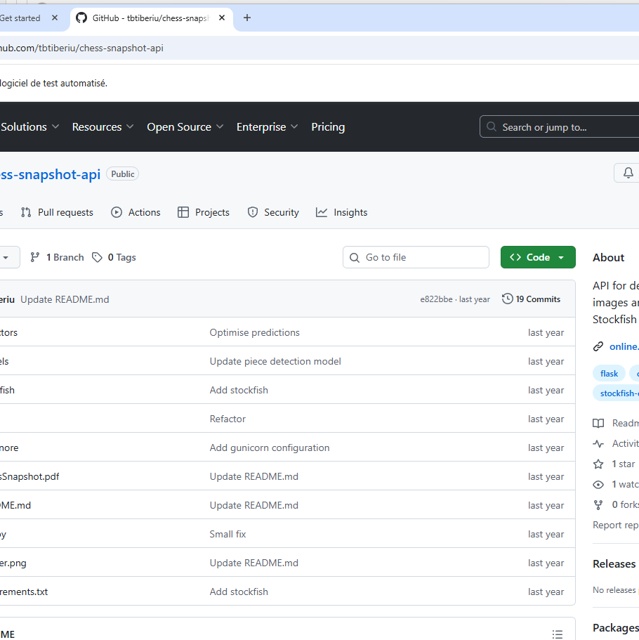 Get started
GitHub - tbtiberiu/chess-snaps
hub.com/tbtiberiu/chess-snapshot-api
logiciel de test automatisé.
Solutions Resources Open Source Enterprise Pricing Search or jump to...
ess-snapshot-api Public
s Pull requests Actions Projects Security Insights
1 Branch 0 Tags Go to file Code About
API for de
images a
Stockfish
online.
flask
stockfish-
eriu Update README.md e822bbe · last year 19 Commits
tors Optimise predictions last year
els Update piece detection model last year
fish Add stockfish last year
Refactor last year
nore Add gunicorn configuration last year
sSnapshot.pdf Update README.md last year
ME.md Update README.md last year
y Small fix last year
er.png Update README.md last year
rements.txt Add stockfish last year
Readm
Activit
1 star
1 watc
0 forks
Report rep
Releases
No releases
Packages
ME